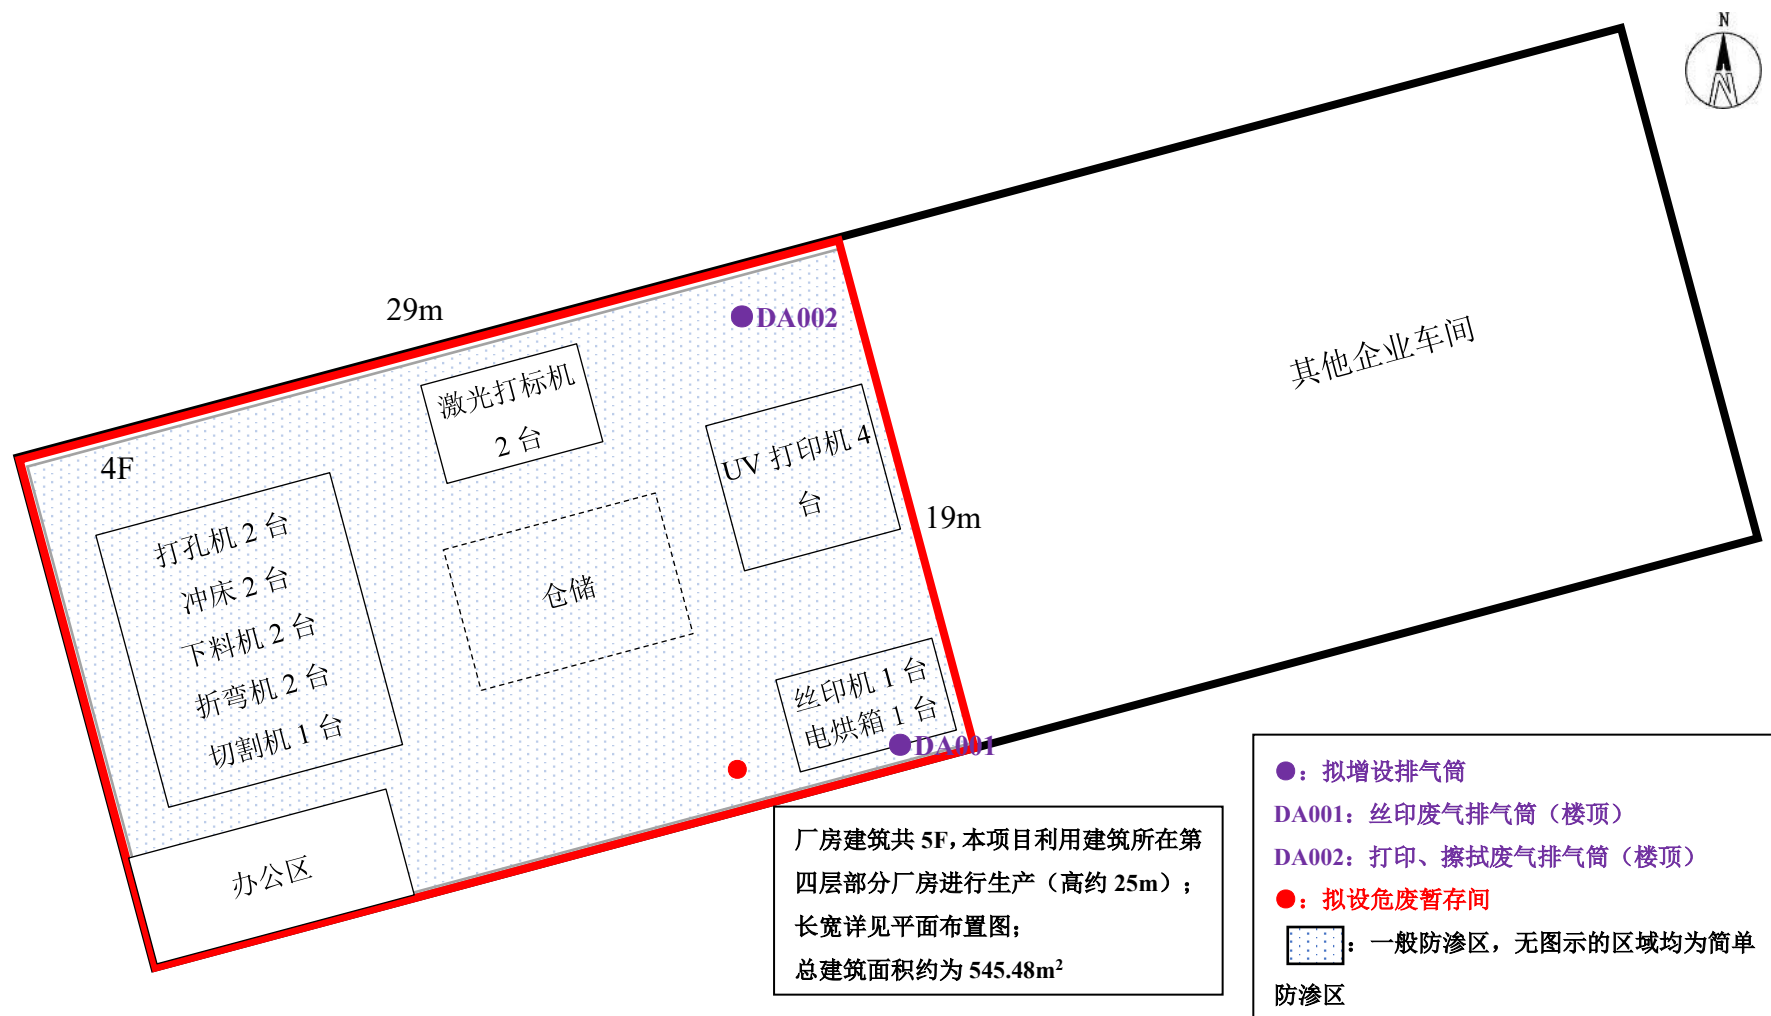 N
29m
DA002
其他企业车间
激光打标机
2 台
4F
UV 打印机 4
台
19m
打孔机 2 台
冲床 2 台
下料机 2 台
折弯机 2 台
切割机 1 台
仓储
丝印机 1 台
电烘箱 1 台
DA001
办公区
厂房建筑共 5F，本项目利用建筑所在第
四层部分厂房进行生产（高约 25m）；
长宽详见平面布置图；
总建筑面积约为 545.48m²
：拟增设排气筒
DA001：丝印废气排气筒（楼顶）
DA002：打印、擦拭废气排气筒（楼顶）
：拟设危废暂存间
：一般防渗区，无图示的区域均为简单
防渗区